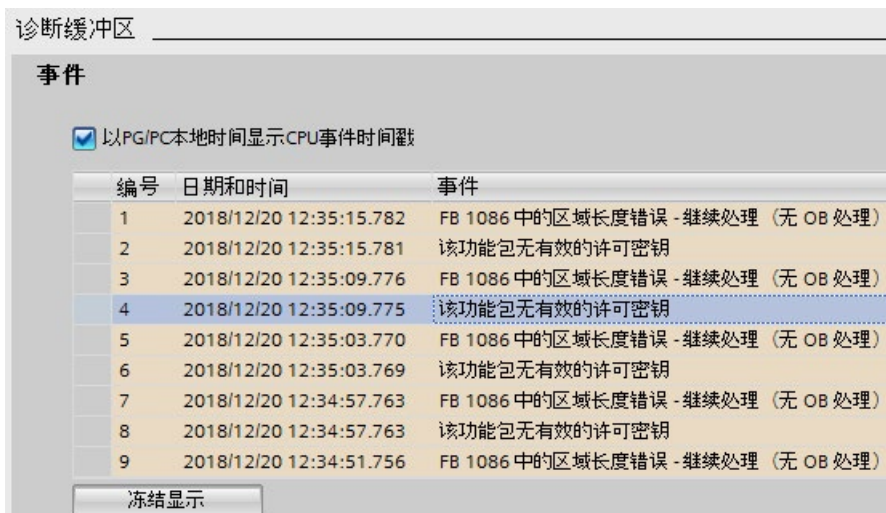 诊断缓冲区
事件
以PG/PC本地时间显示CPU事件时间戳
编号 日期和时间 事件
1 2018/12/20 12:35:15.782 FB 1086 中的区域长度错误 -继续处理（无 OB 处理）
2 2018/12/20 12:35:15.781 该功能包无有效的许可密钥
3 2018/12/20 12:35:09.776 FB 1086 中的区域长度错误 -继续处理（无 OB 处理）
4 2018/12/20 12:35:09.775 该功能包无有效的许可密钥
5 2018/12/20 12:35:03.770 FB 1086 中的区域长度错误 -继续处理（无 OB 处理）
6 2018/12/20 12:35:03.769 该功能包无有效的许可密钥
7 2018/12/20 12:34:57.763 FB 1086 中的区域长度错误 -继续处理（无 OB 处理）
8 2018/12/20 12:34:57.763 该功能包无有效的许可密钥
9 2018/12/20 12:34:51.756 FB 1086 中的区域长度错误 -继续处理（无 OB 处理）
冻结显示